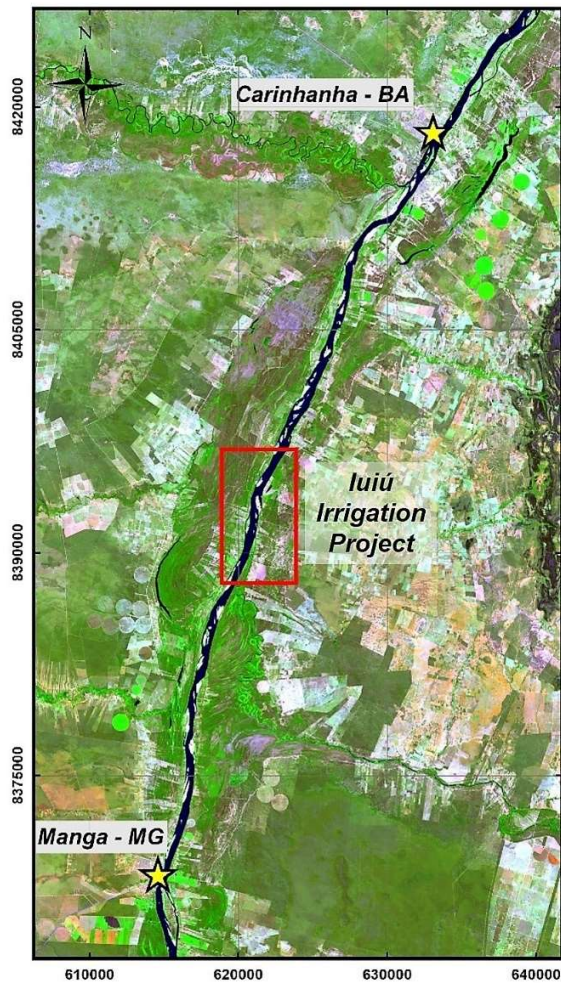 N
Carinhanha - BA
8420000
8405000
Iuiú
Irrigation
Project
8390000
8375000
Manga - MG
610000
620000
630000
640000